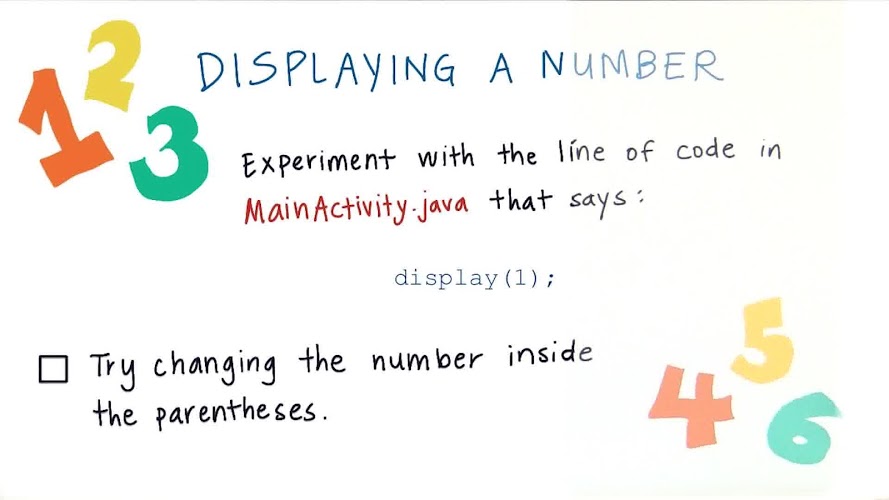 1 2 3
DISPLAYING A NUMBER
Experiment with the line of code in
MainActivity.java that says:
display(1);
Try changing the number inside
the parentheses.
4 5 6